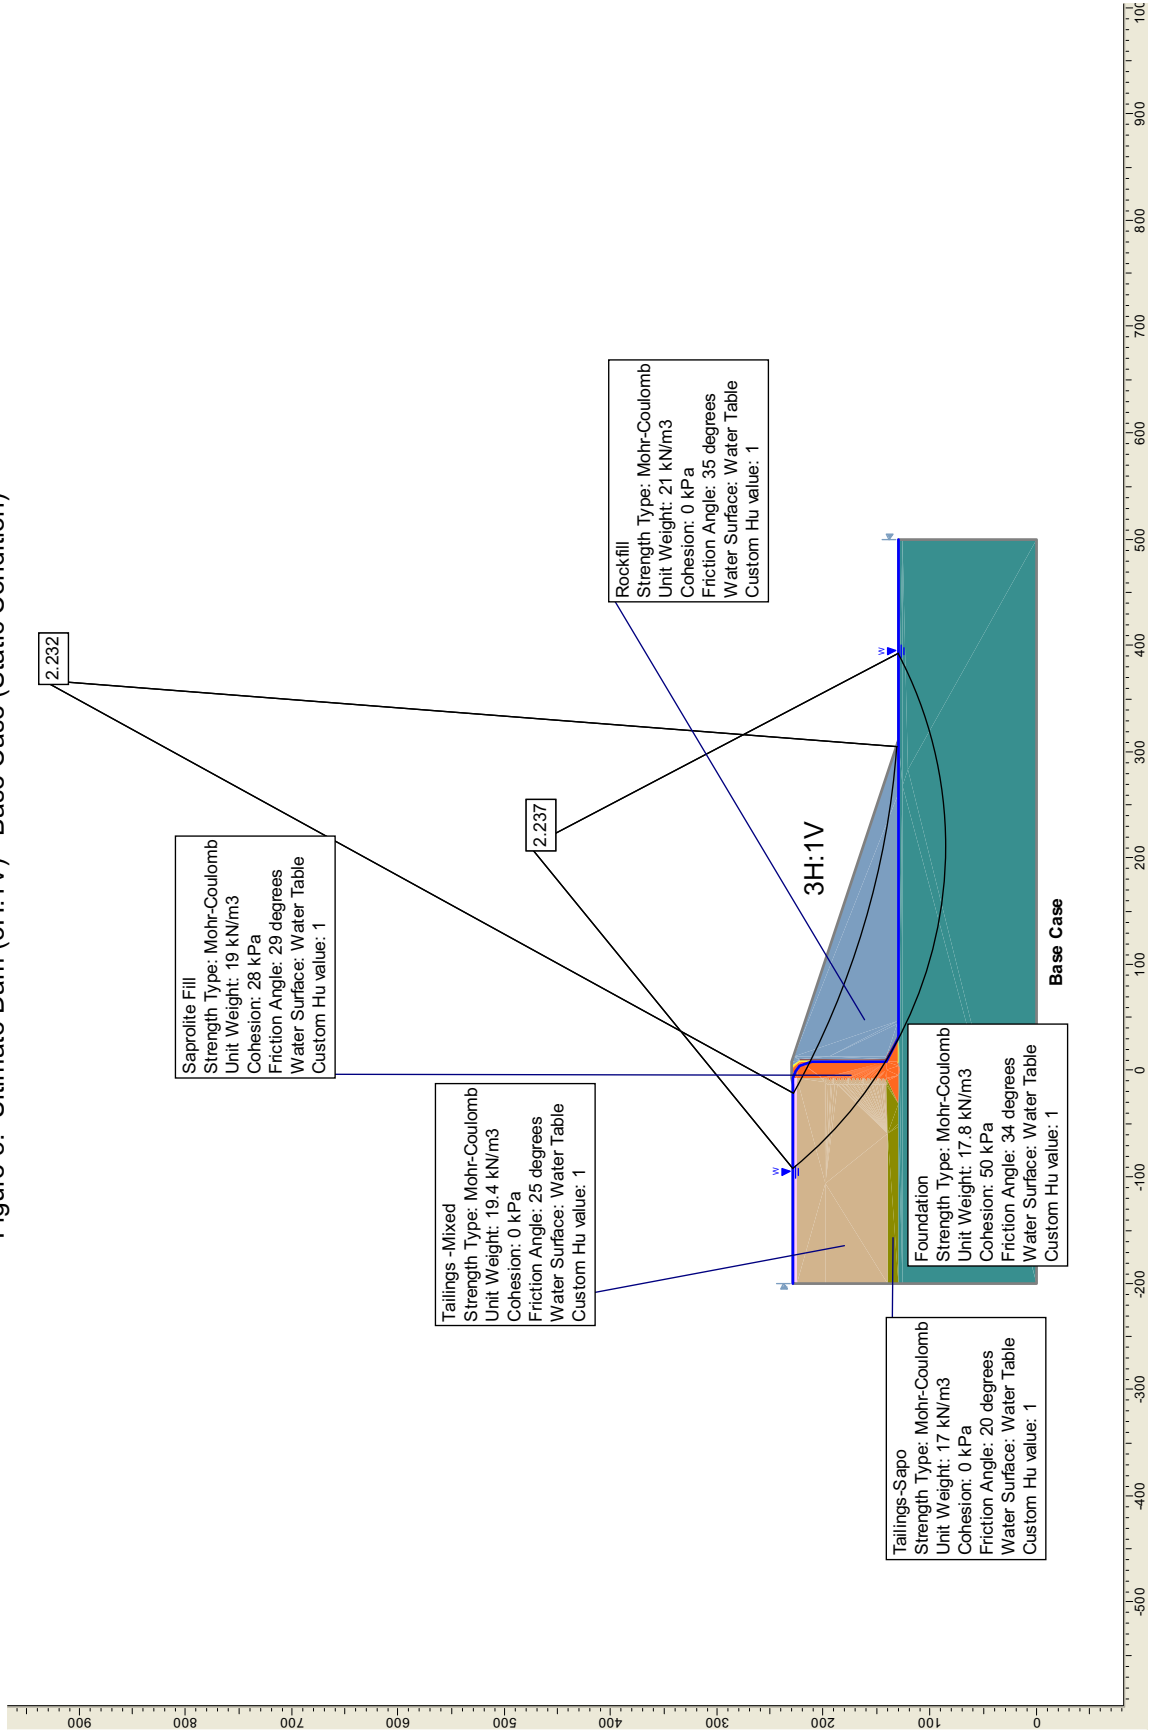 Figure Ultimate Dam (3H:1V) Base Case (Static Condition)
2.232
2.237
Saprolite Fill
Strength Type: Mohr-Coulomb
Unit Weight: 19 kN/m3
Cohesion: 28 kPa
Friction Angle: 29 degrees
Water Surface: Water Table
Custom Hu value: 1
Tailings -Mixed
Strength Type: Mohr-Coulomb
Unit Weight: 19.4 kN/m3
Cohesion: 0 kPa
Friction Angle: 25 degrees
Water Surface: Water Table
Custom Hu value: 1
Rockfill
Strength Type: Mohr-Coulomb
Unit Weight: 21 kN/m3
Cohesion: 0 kPa
Friction Angle: 35 degrees
Water Surface: Water Table
Custom Hu value: 1
3H:1V
W
W
Tailings-Sapo
Strength Type: Mohr-Coulomb
Unit Weight: 17 kN/m3
Cohesion: 0 kPa
Friction Angle: 20 degrees
Water Surface: Water Table
Custom Hu value: 1
Foundation
Strength Type: Mohr-Coulomb
Unit Weight: 17.8 kN/m3
Cohesion: 50 kPa
Friction Angle: 34 degrees
Water Surface: Water Table
Custom Hu value: 1
Base Case
900
800
700
600
500
400
300
200
100
0
-500 -400 -300 -200 -100 0 100 200 300 400 500 600 700 800 900